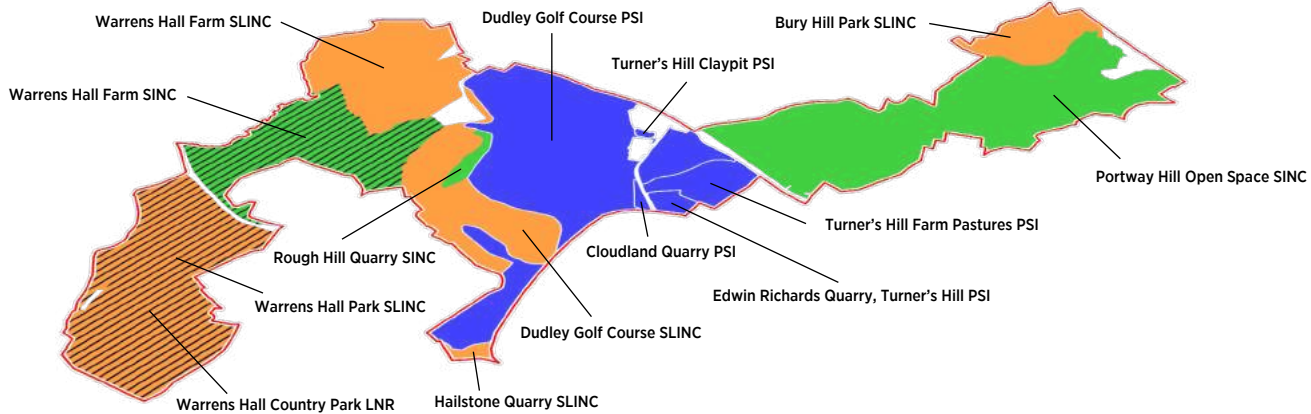 Warrens Hall Farm SLINC
Dudley Golf Course PSI
Bury Hill Park SLINC
Turner's Hill Claypit PSI
Warrens Hall Farm SINC
Portway Hill Open Space SINC
Turner's Hill Farm Pastures PSI
Cloudland Quarry PSI
Rough Hill Quarry SINC
Edwin Richards Quarry, Turner's Hill PSI
Warrens Hall Park SLINC
Dudley Golf Course SLINC
Hailstone Quarry SLINC
Warrens Hall Country Park LNR